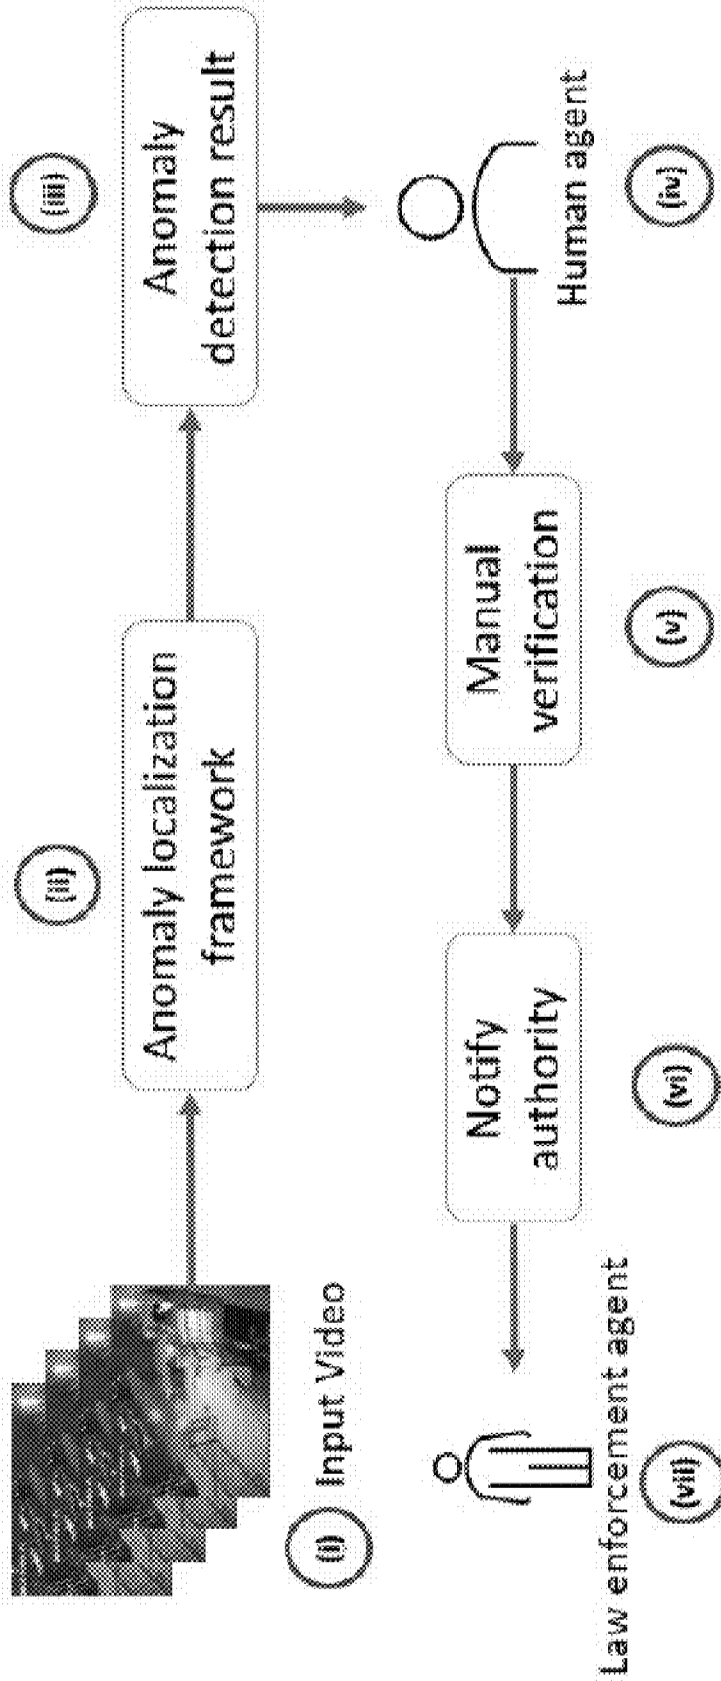 (i) Input Video
(ii)
Anomaly localization
framework
(iii)
Anomaly
detection result
Human agent
(iv)
Manual
verification
(v)
Notify
authority
(vi)
Law enforcement agent
(vii)